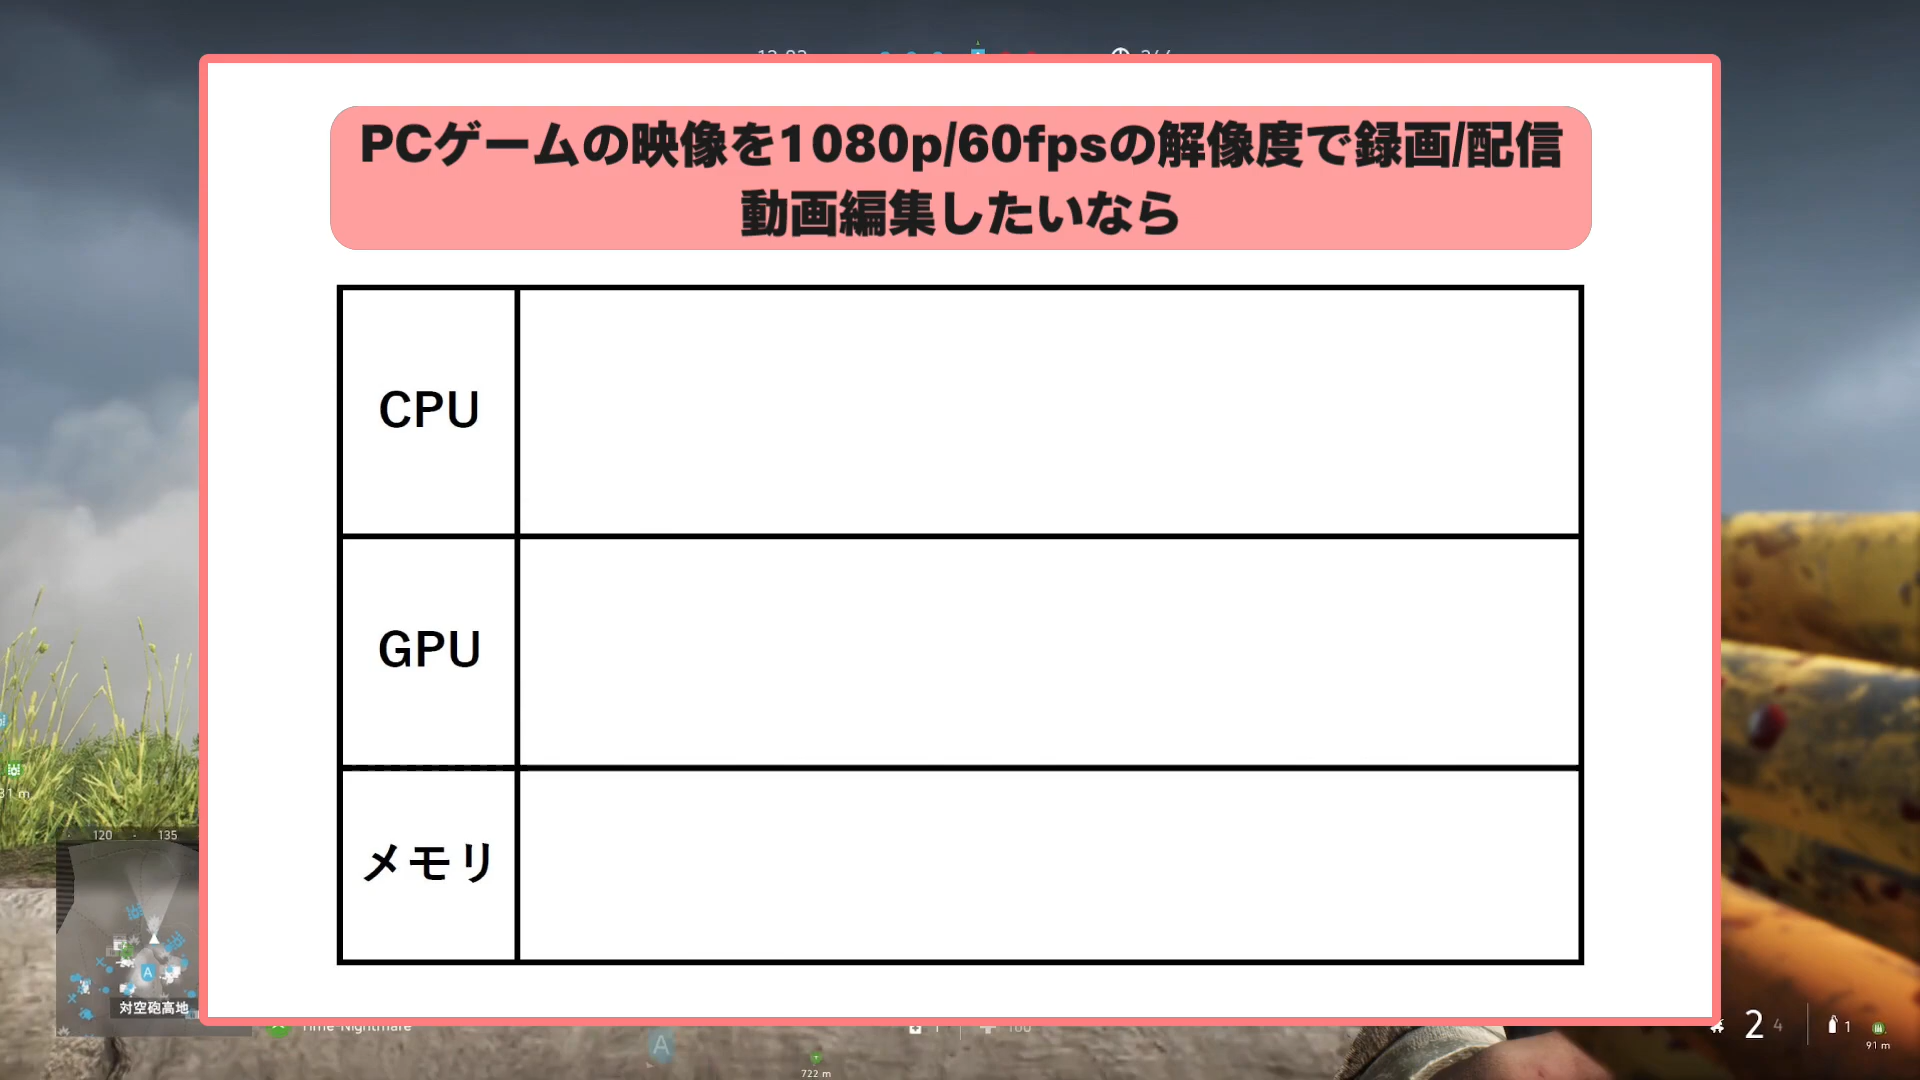 PCゲームの映像を1080p/60fpsの解像度で録画/配信
動画編集したいなら
CPU
GPU
メモリ
31 m
120 135
A
対空砲高地
A
722 m
2 4
1
91 m